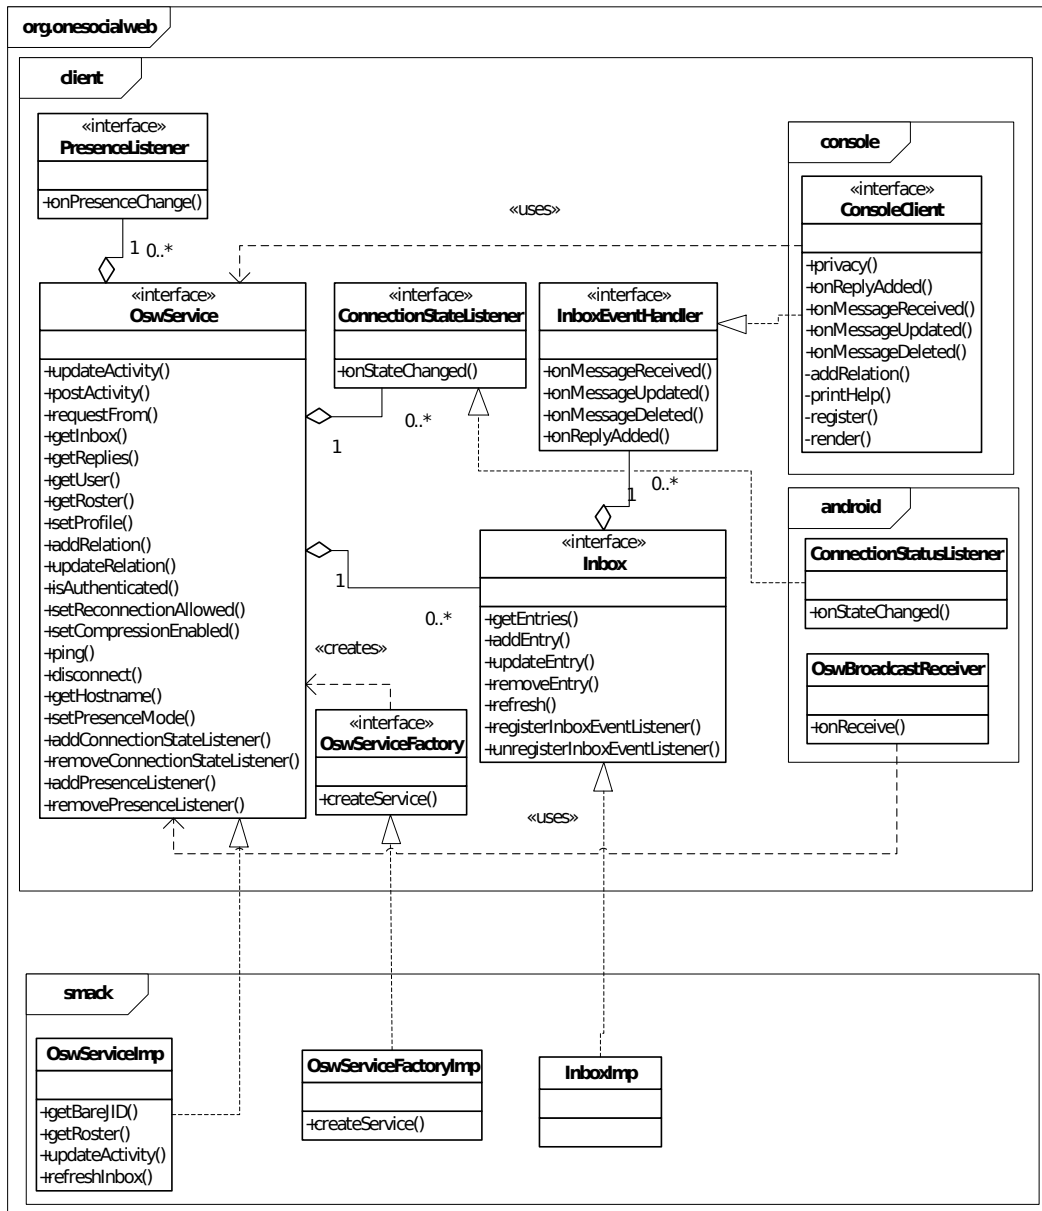 org.onesocialweb
client
«interface»
PresenceListener
+onPresenceChange()
1
0..*
«uses»
console
«interface»
ConsoleClient
+privacy()
+onReplyAdded()
+onMessageReceived()
+onMessageUpdated()
+onMessageDeleted()
-addRelation()
-printHelp()
-register()
-render()
«interface»
OswService
+updateActivity()
+postActivity()
+requestFrom()
+getInbox()
+getReplies()
+getUser()
+getRoster()
+setProfile()
+addRelation()
+updateRelation()
+isAuthenticated()
+setReconnectionAllowed()
+setCompressionEnabled()
+ping()
+disconnect()
+getHostname()
+setPresenceMode()
+addConnectionStateListener()
+removeConnectionStateListener()
+addPresenceListener()
+removePresenceListener()
«interface»
ConnectionStateListener
+onStateChanged()
0..*
1
«interface»
InboxEventHandler
+onMessageReceived()
+onMessageUpdated()
+onMessageDeleted()
+onReplyAdded()
1
0..*
«interface»
Inbox
+getEntries()
+addEntry()
+updateEntry()
+removeEntry()
+refresh()
+registerInboxEventListener()
+unregisterInboxEventListener()
1
0..*
«creates»
«interface»
OswServiceFactory
+createService()
«uses»
android
ConnectionStatusListener
+onStateChanged()
OswBroadcastReceiver
+onReceive()
smack
OswServiceImp
+getBareJID()
+getRoster()
+updateActivity()
+refreshInbox()
OswServiceFactoryImp
+createService()
InboxImp